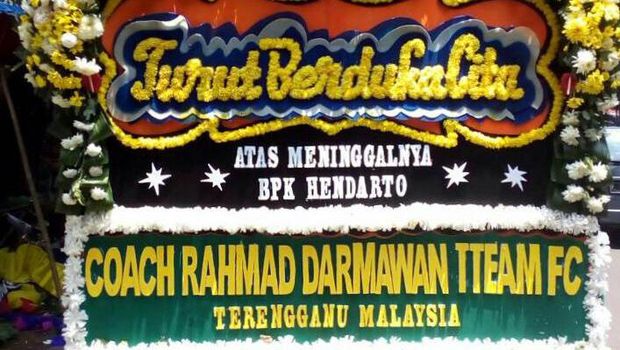 Turut Berduka Cita
ATAS MENINGGALNYA
BPK HENDARTO
COACH RAHMAD DARMAWAN TTEAM FC
TERENGGANU MALAYSIA